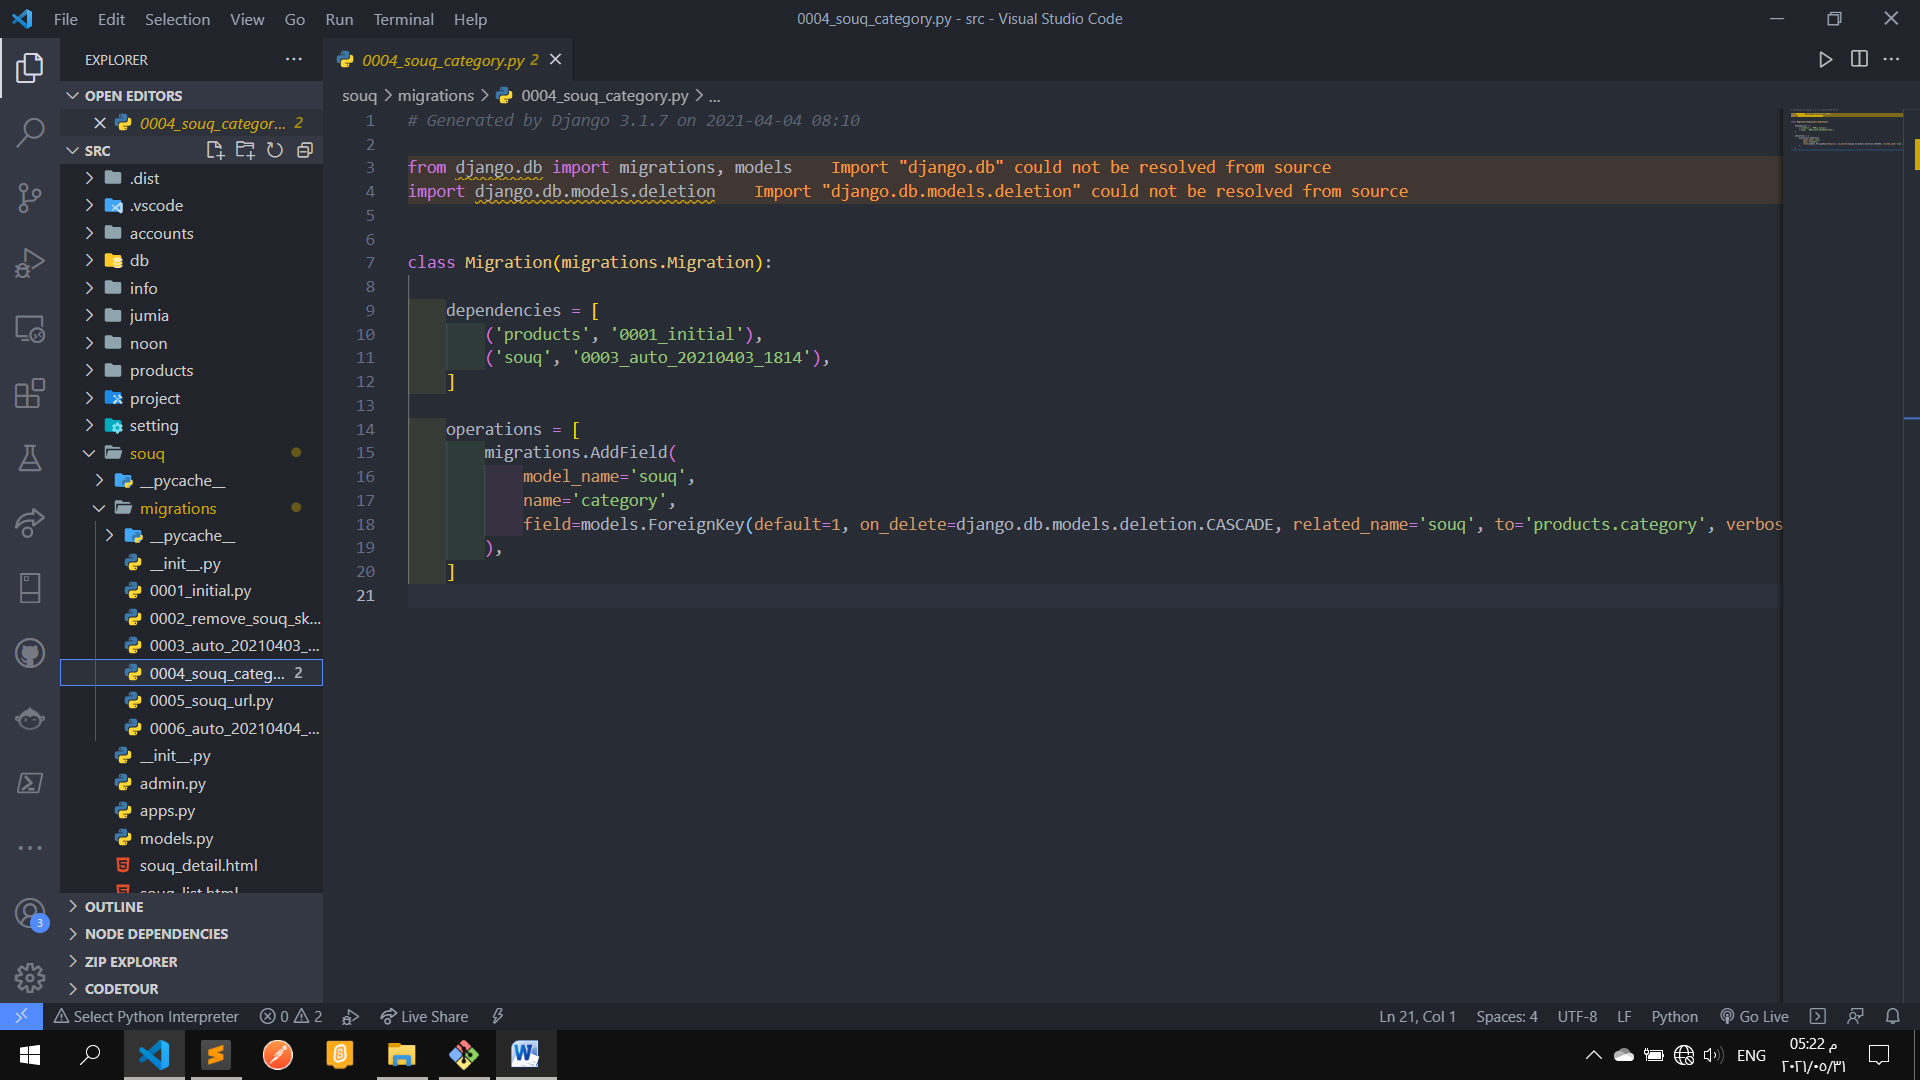 File Edit Selection View Go Run Terminal Help
0004_souq_category.py - src - Visual Studio Code
EXPLORER
0004_souq_category.py 2
OPEN EDITORS
0004_souq_categor... 2
SRC
.dist
.vscode
accounts
db
info
jumia
noon
products
project
setting
souq
__pycache__
migrations
__pycache__
__init__.py
0001_initial.py
0002_remove_souq_sk...
0003_auto_20210403_...
0004_souq_categ... 2
0005_souq_url.py
0006_auto_20210404_...
__init__.py
admin.py
apps.py
models.py
souq_detail.html
souq_list.html
OUTLINE
NODE DEPENDENCIES
ZIP EXPLORER
CODETOUR
souq > migrations > 0004_souq_category.py > ...
1 # Generated by Django 3.1.7 on 2021-04-04 08:10
2
3 from django.db import migrations, models Import "django.db" could not be resolved from source
4 import django.db.models.deletion Import "django.db.models.deletion" could not be resolved from source
5
6
7 class Migration(migrations.Migration):
8
9 dependencies = [
10 ('products', '0001_initial'),
11 ('souq', '0003_auto_20210403_1814'),
12 ]
13
14 operations = [
15 migrations.AddField(
16 model_name='souq',
17 name='category',
18 field=models.ForeignKey(default=1, on_delete=django.db.models.deletion.CASCADE, related_name='souq', to='products.category', verbos
19 ),
20 ]
21
3
Select Python Interpreter 0 2 Live Share
Ln 21, Col 1 Spaces: 4 UTF-8 LF Python Go Live
ENG
05:22 م
٢٠٢١/٠٥/٣١